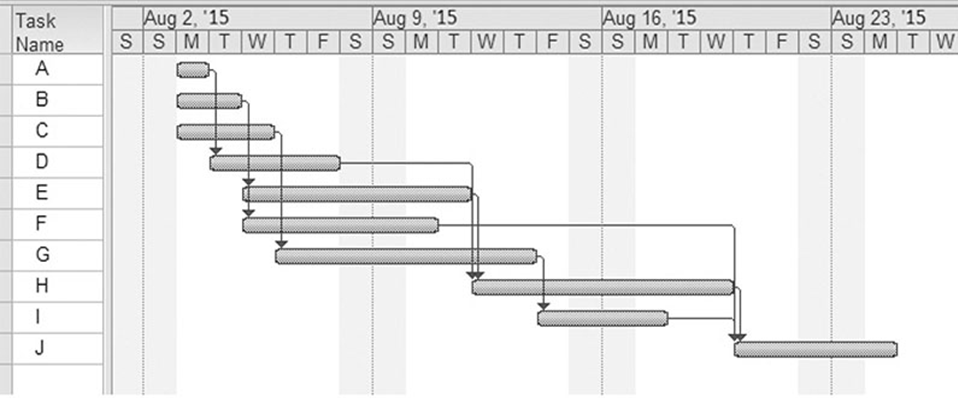 Task Aug 2, '15 Aug 9, '15 Aug 16, '15 Aug 23, '15
Name S S M T W T F S S M T W T F S S M T W T F S S M T W
A
B
C
D
E
F
G
H
I
J